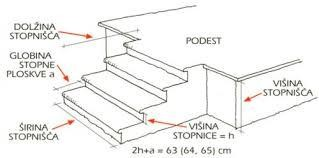 DOLŽINA
STOPNIŠČA
PODEST
GLOBINA
STOPNE
PLOSKVE a
VIŠINA
STOPNIŠČA
ŠIRINA
STOPNIŠČA
VIŠINA
STOPNICE = h
2h+a = 63 (64, 65) cm